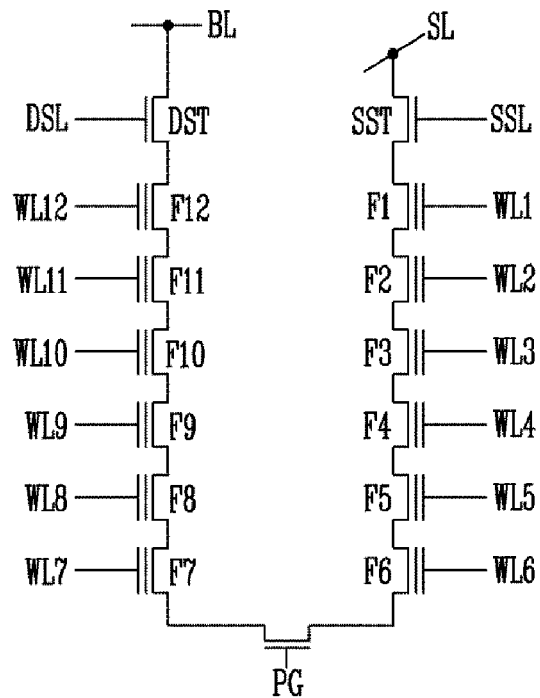 BL SL
DSL DST SST SSL
WL12 F12 F1 WL1
WL11 F11 F2 WL2
WL10 F10 F3 WL3
WL9 F9 F4 WL4
WL8 F8 F5 WL5
WL7 F7 F6 WL6
PG